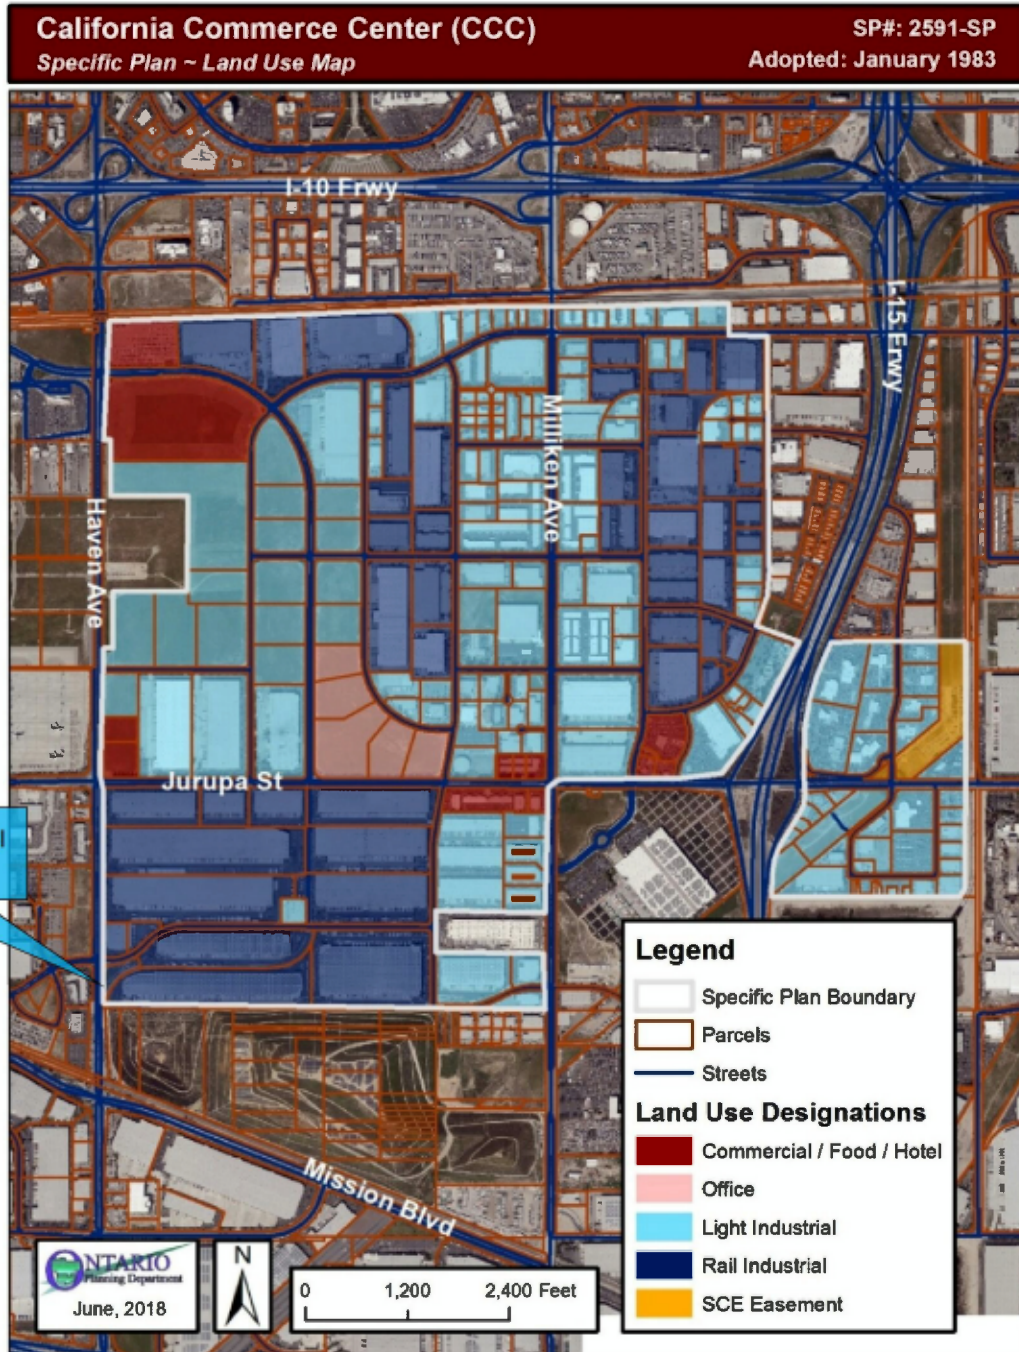 California Commerce Center (CCC)
SP#: 2591-SP
Specific Plan ~ Land Use Map
Adopted: January 1983
I-10 Frwy
I-15 Frwy
Milliken Ave
Haven Ave
Jurupa St
Mission Blvd
Legend
Specific Plan Boundary
Parcels
Streets
Land Use Designations
Commercial / Food / Hotel
Office
Light Industrial
Rail Industrial
SCE Easement
ONTARIO
Planning Department
June, 2018
N
0 1,200 2,400 Feet